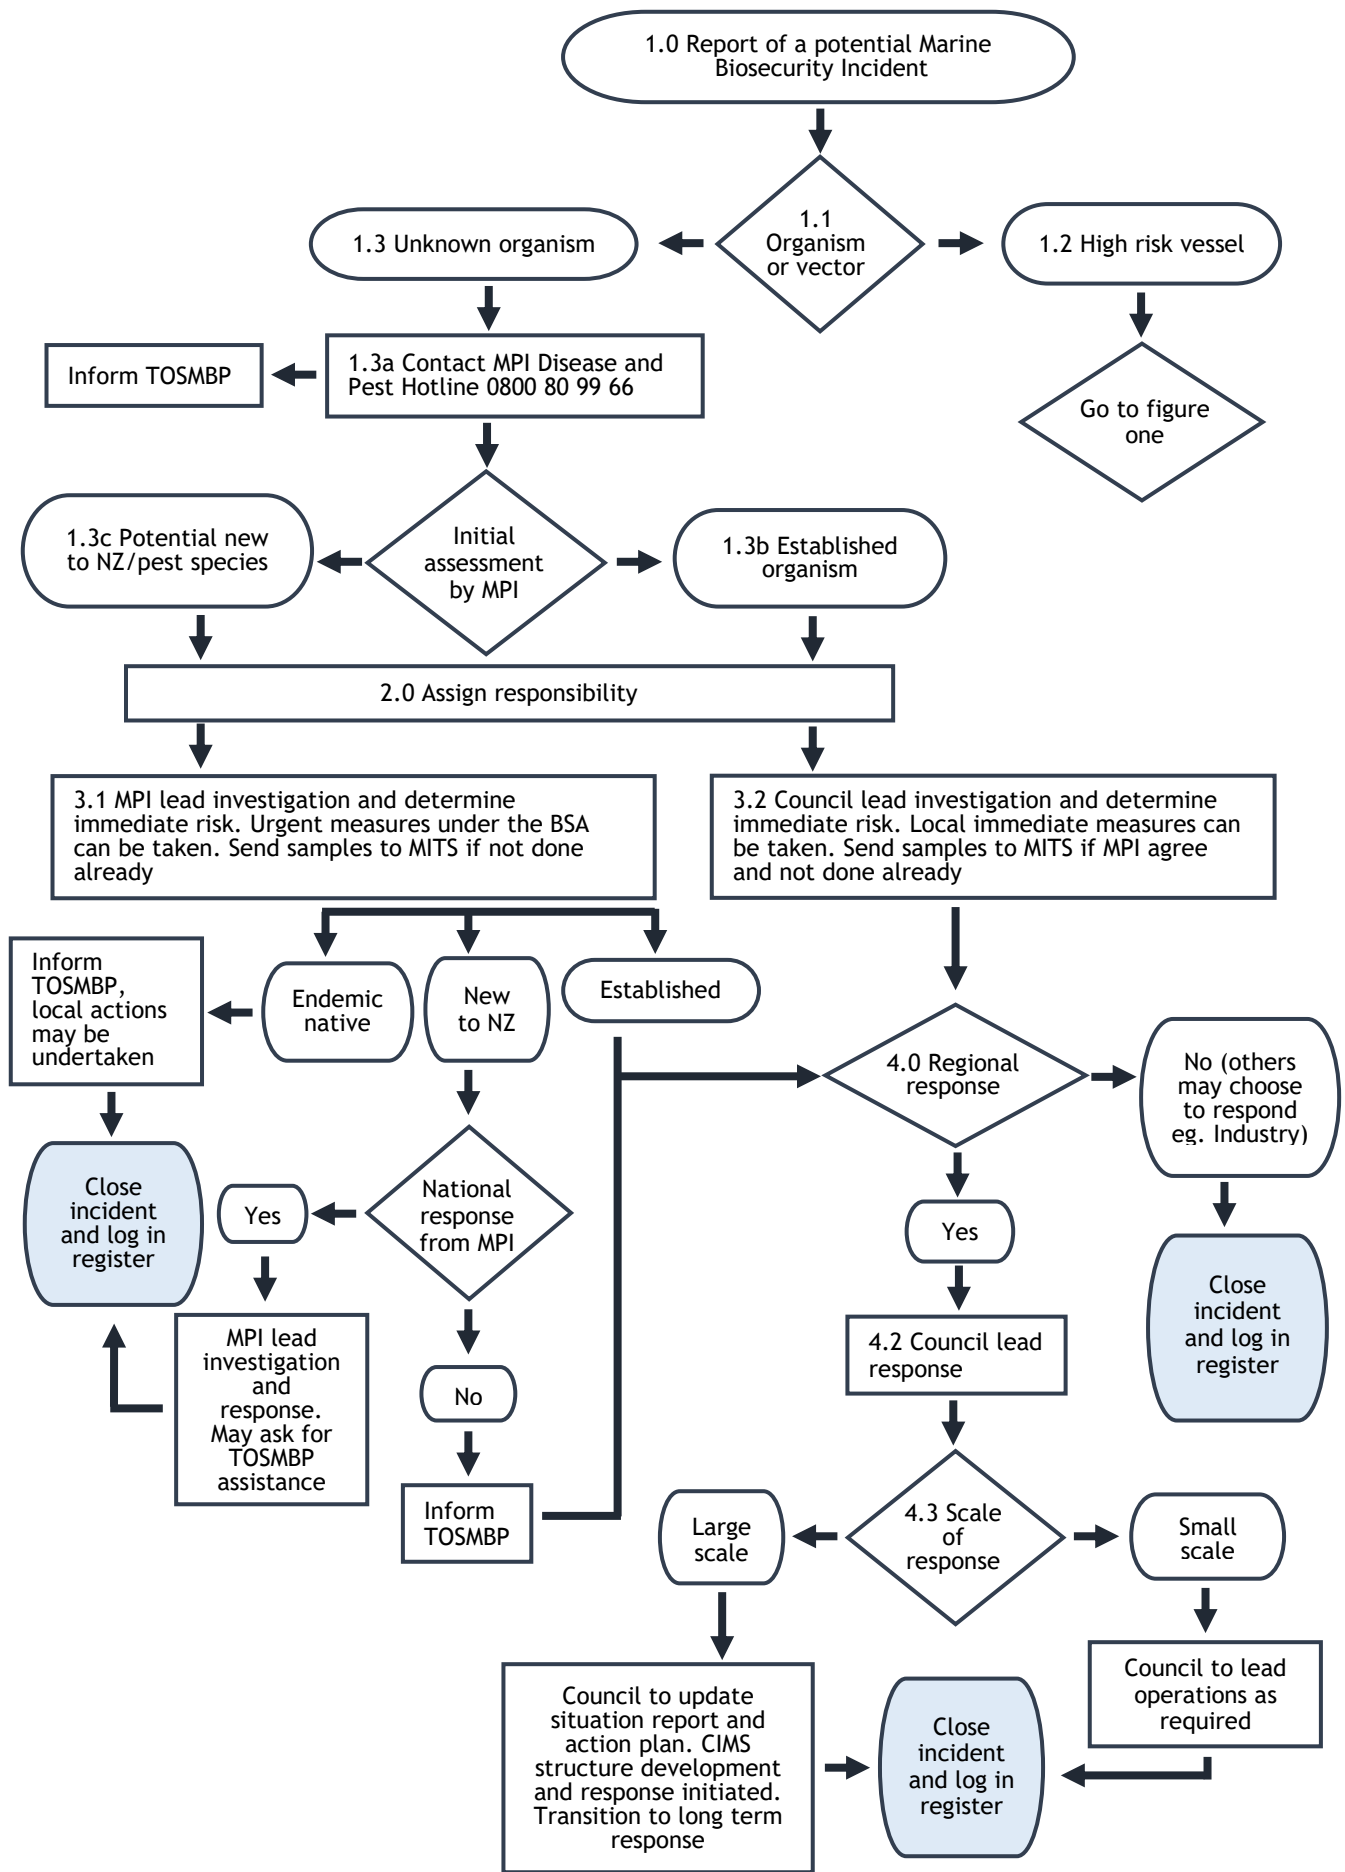 1.0 Report of a potential Marine
Biosecurity Incident
1.1
Organism
or vector
1.3 Unknown organism
1.2 High risk vessel
1.3a Contact MPI Disease and
Pest Hotline 0800 80 99 66
Inform TOSMBP
Go to figure
one
1.3c Potential new
to NZ/pest species
Initial
assessment
by MPI
1.3b Established
organism
2.0 Assign responsibility
3.1 MPI lead investigation and determine
immediate risk. Urgent measures under the BSA
can be taken. Send samples to MITS if not done
already
3.2 Council lead investigation and determine
immediate risk. Local immediate measures can
be taken. Send samples to MITS if MPI agree
and not done already
Inform
TOSMBP,
local actions
may be
undertaken
Endemic
native
New
to NZ
Established
4.0 Regional
response
No (others
may choose
to respond
eg. Industry)
Close
incident
and log in
register
Yes
National
response
from MPI
Yes
Close
incident
and log in
register
MPI lead
investigation
and
response.
May ask for
TOSMBP
assistance
No
4.2 Council lead
response
Inform
TOSMBP
Large
scale
4.3 Scale
of
response
Small
scale
Council to update
situation report and
action plan. CIMS
structure development
and response initiated.
Transition to long term
response
Close
incident
and log in
register
Council to lead
operations as
required